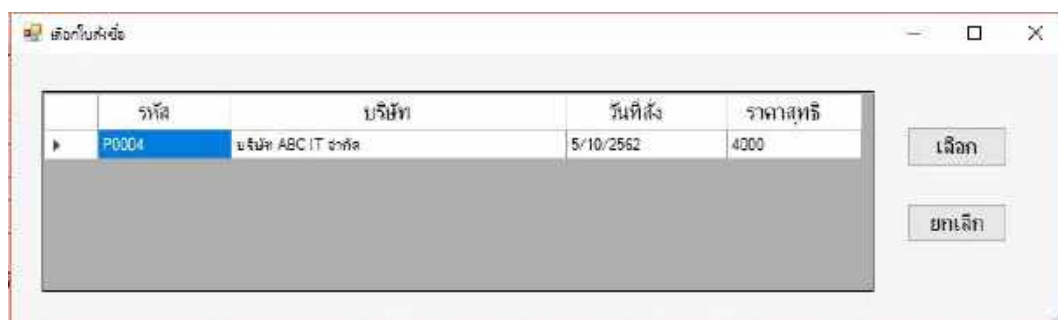 เลือกใบสั่งซื้อ
รหัส บริษัท วันที่สั่ง ราคาสุทธิ
P0004 บริษัท ABC IT จำกัด 5/10/2562 4000
เลือก
ยกเลิก